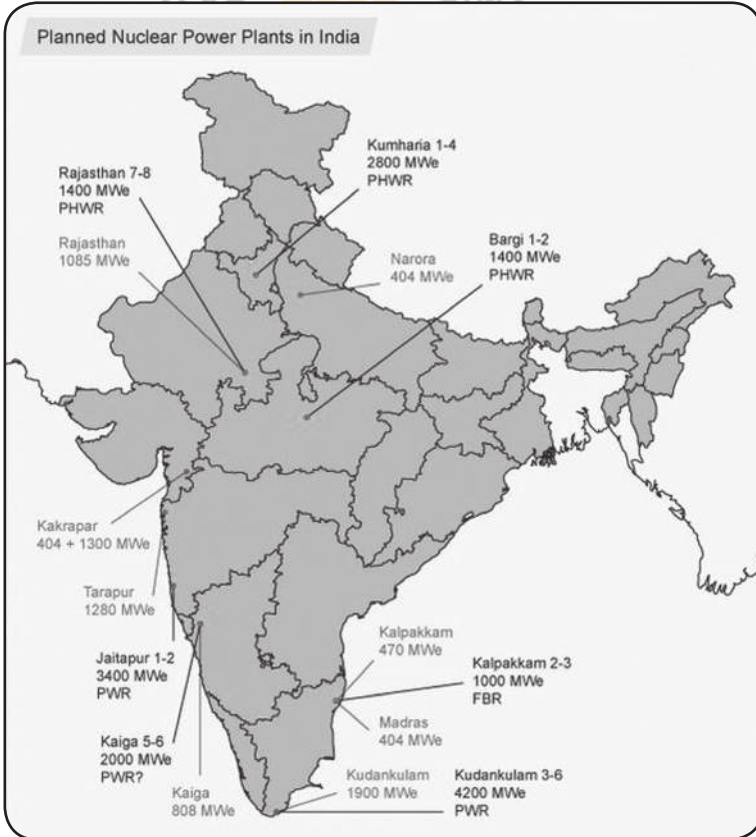 Planned Nuclear Power Plants in India
Kumharia 1-4
2800 MWe
PHWR
Rajasthan 7-8
1400 MWe
PHWR
Rajasthan
1085 MWe
Narora
404 MWe
Bargi 1-2
1400 MWe
PHWR
Kakrapar
404 + 1300 MWe
Tarapur
1280 MWe
Jaitapur 1-2
3400 MWe
PWR
Kaiga 5-6
2000 MWe
PWR?
Kaiga
808 MWe
Kalpakkam
470 MWe
Kalpakkam 2-3
1000 MWe
FBR
Madras
404 MWe
Kudankulam
1900 MWe
Kudankulam 3-6
4200 MWe
PWR